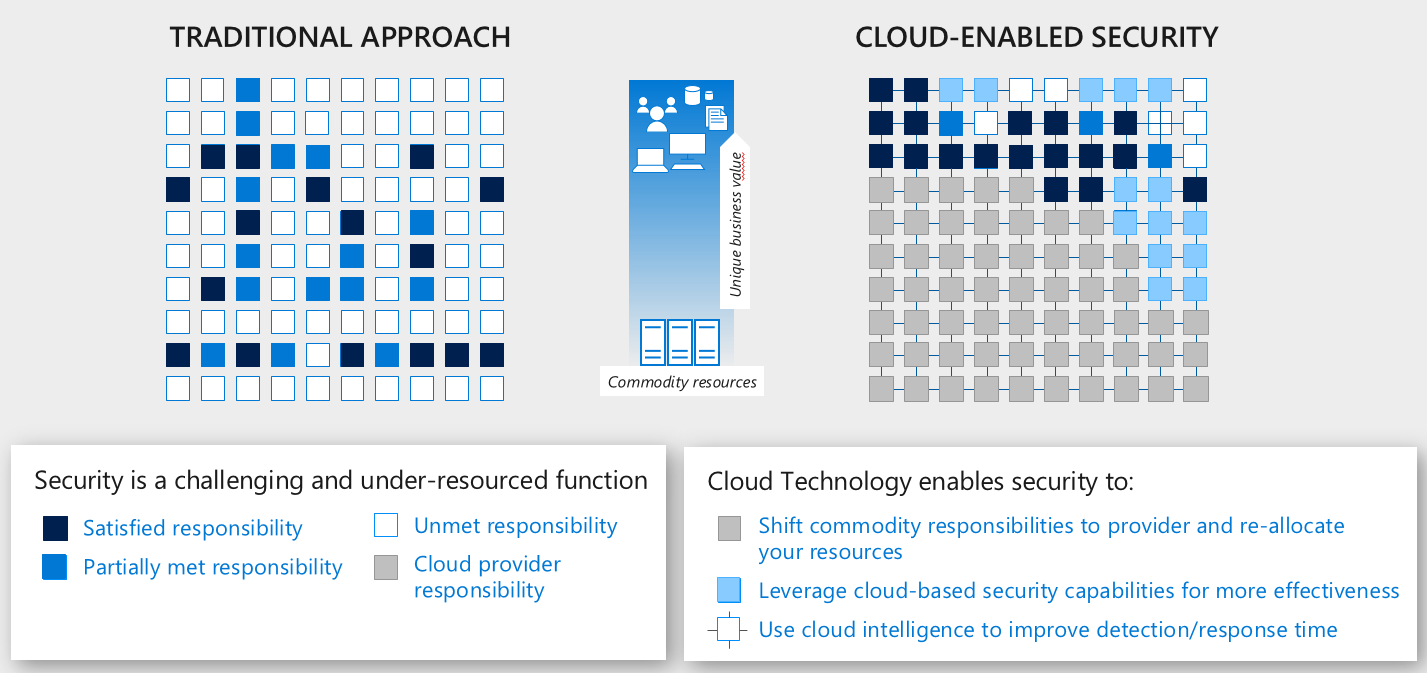 TRADITIONAL APPROACH
CLOUD-ENABLED SECURITY
Unique business value
Commodity resources
Security is a challenging and under-resourced function
Satisfied responsibility
Unmet responsibility
Partially met responsibility
Cloud provider
responsibility
Cloud Technology enables security to:
Shift commodity responsibilities to provider and re-allocate
your resources
Leverage cloud-based security capabilities for more effectiveness
Use cloud intelligence to improve detection/response time